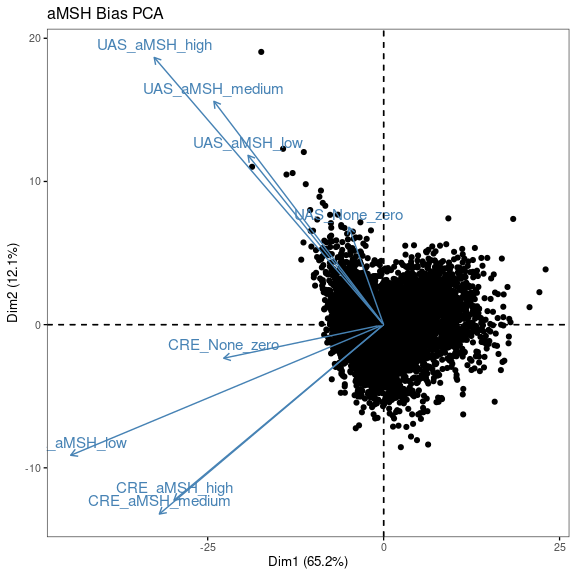 aMSH Bias PCA
20
UAS_aMSH_high
UAS_aMSH_medium
UAS_aMSH_low
10
UAS_None_zero
Dim2 (12.1%)
0
CRE_None_zero
_aMSH_low
-10
CRE_aMSH_high
CRE_aMSH_medium
-25
0
25
Dim1 (65.2%)